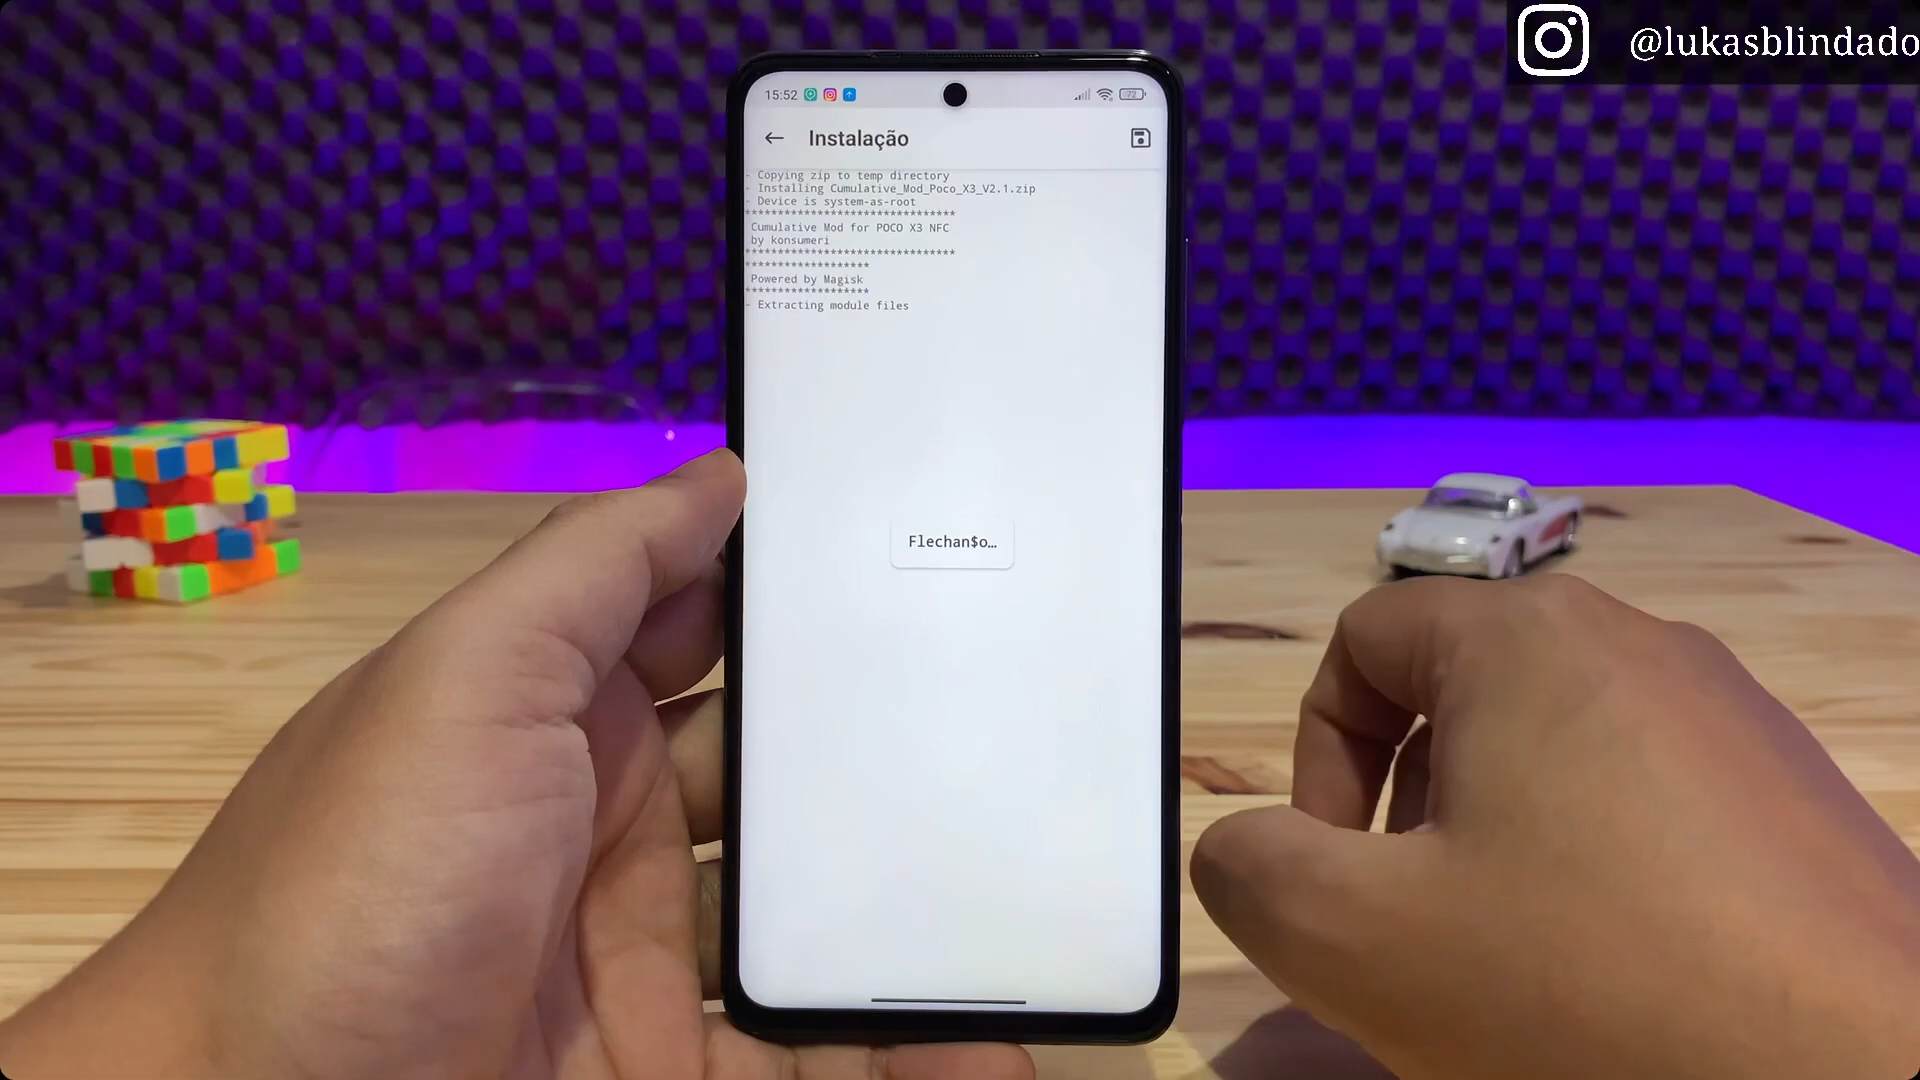 @lukasblindado
15:52
72
Instalação
- Copying zip to temp directory
- Installing Cumulative_Mod_Poco_X3_V2.1.zip
- Device is system-as-root
********************************
Cumulative Mod for POCO X3 NFC
by konsumeri
********************************
*******************
Powered by Magisk
*******************
- Extracting module files
Flechan$o…